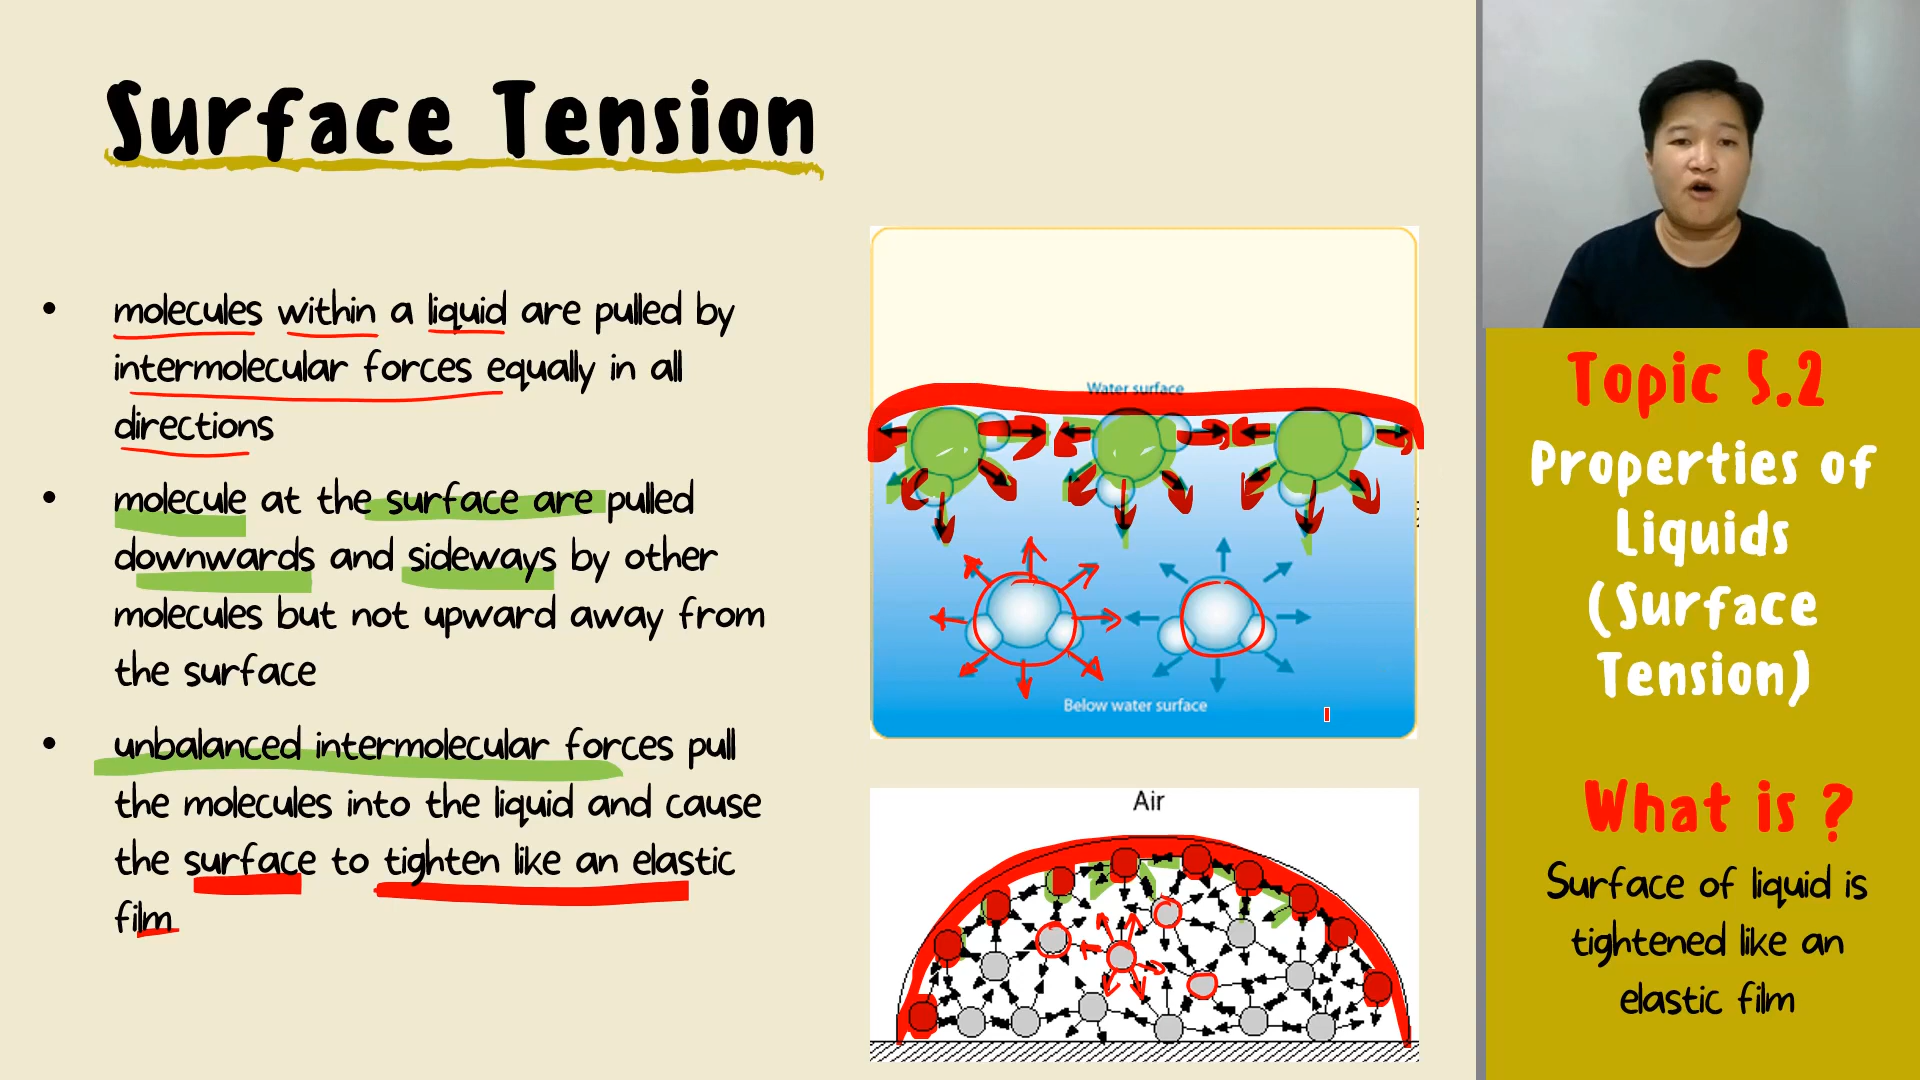 Surface Tension
• molecules within a liquid are pulled by
intermolecular forces equally in all
directions
• molecule at the surface are pulled
downwards and sideways by other
molecules but not upward away from
the surface
• unbalanced intermolecular forces pull
the molecules into the liquid and cause
the surface to tighten like an elastic
film
Water surface
Below water surface
Air
Topic 5.2
Properties of
Liquids
(Surface
Tension)
What is ?
Surface of liquid is
tightened like an
elastic film